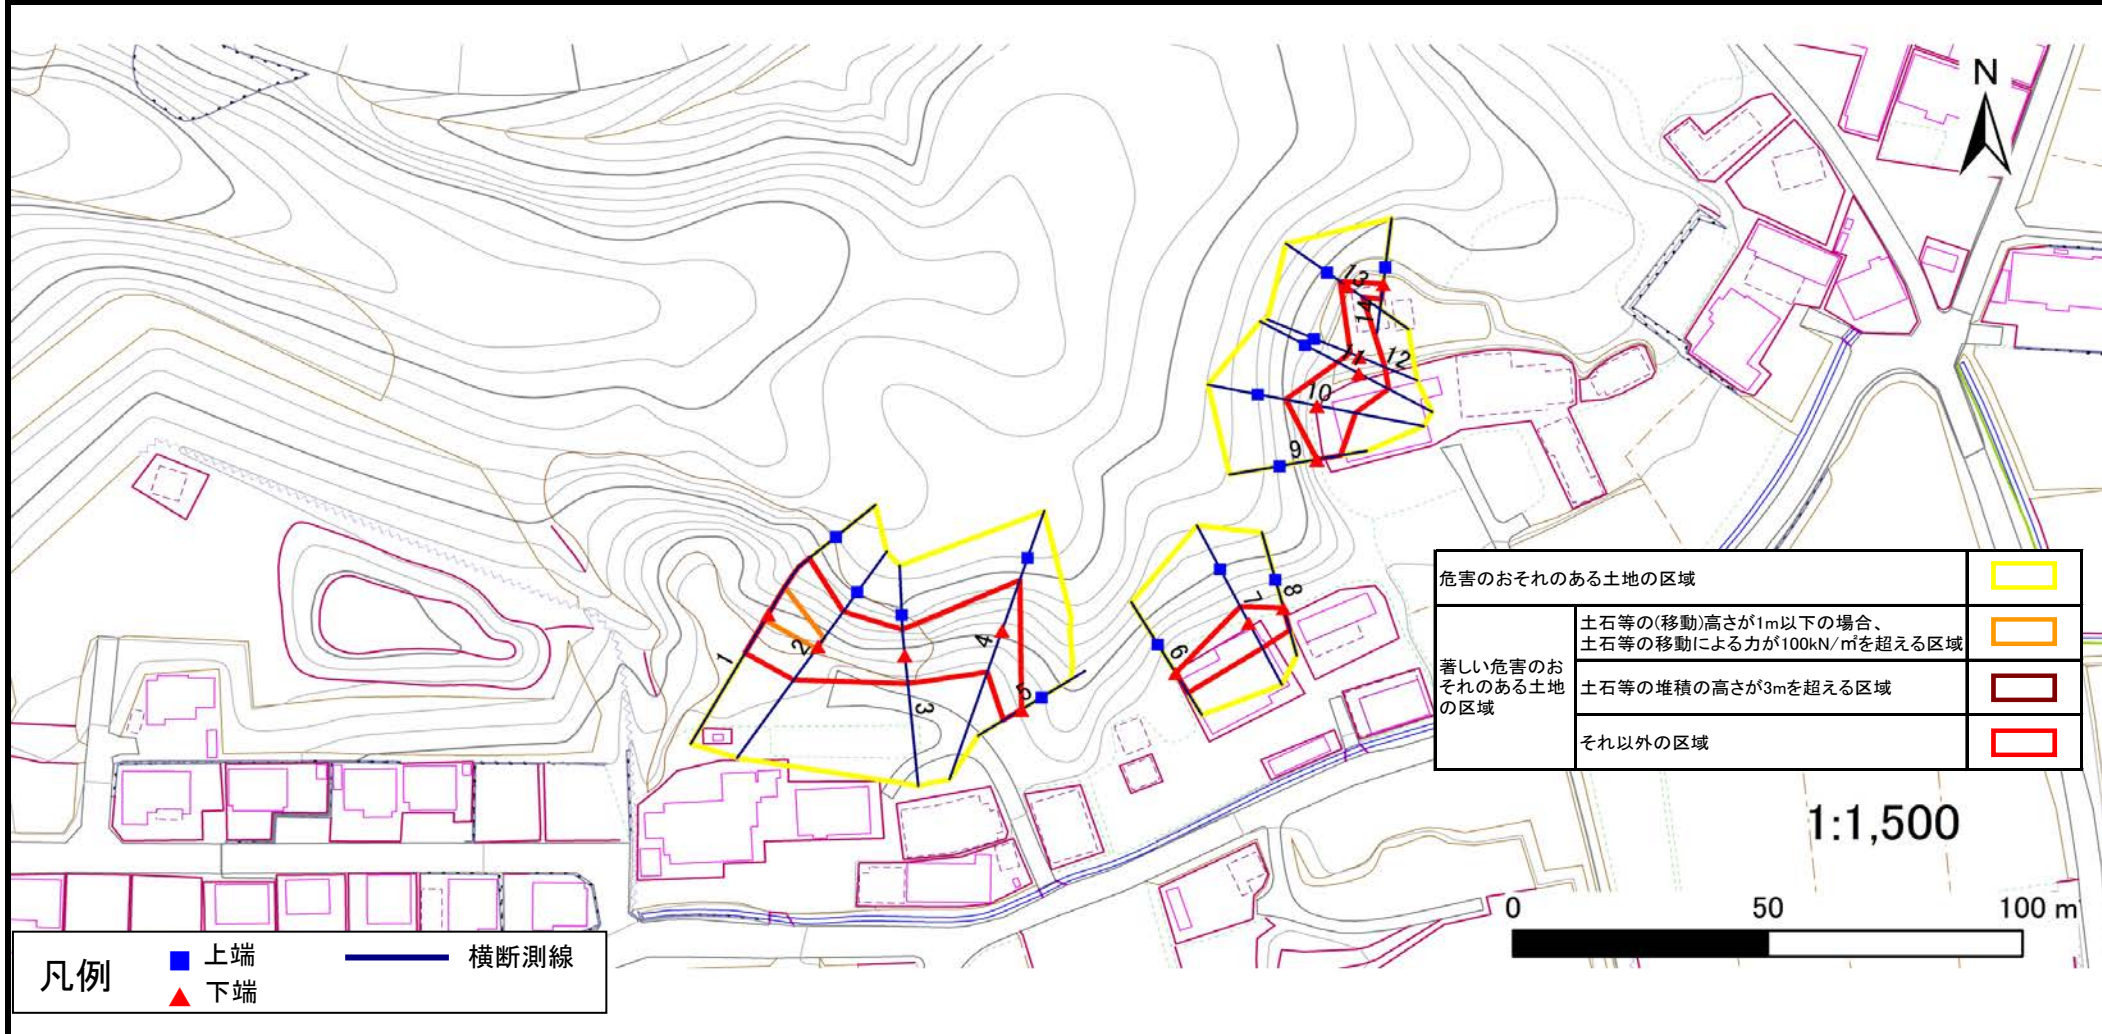 N
13
14
11
12
10
9
8
7
6
5
4
3
2
1
危害のおそれのある土地の区域
著しい危害のお
それのある土地
の区域
土石等の(移動)高さが1m以下の場合、
土石等の移動による力が100kN/㎡を超える区域
土石等の堆積の高さが3mを超える区域
それ以外の区域
1:1,500
0 50 100 m
凡例
上端
下端
横断測線